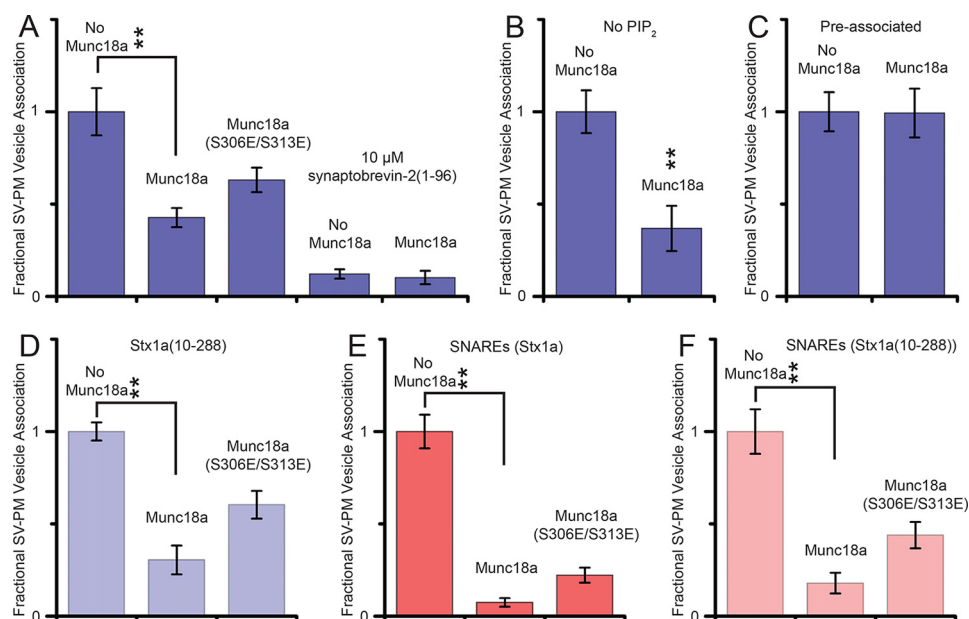 A
Fractional SV-PM Vesicle Association
1
0
No
Munc18a
**
Munc18a
Munc18a
(S306E/S313E)
10 µM
synaptobrevin-2(1-96)
No
Munc18a
Munc18a
B
No PIP2
Fractional SV-PM Vesicle Association
1
0
No
Munc18a
**
Munc18a
C
Pre-associated
Fractional SV-PM Vesicle Association
1
0
No
Munc18a
Munc18a
D
Stx1a(10-288)
Fractional SV-PM Vesicle Association
1
0
No
Munc18a
**
Munc18a
Munc18a
(S306E/S313E)
E
SNAREs (Stx1a)
Fractional SV-PM Vesicle Association
1
0
No
Munc18a
**
Munc18a
Munc18a
(S306E/S313E)
F
SNAREs (Stx1a(10-288))
Fractional SV-PM Vesicle Association
1
0
No
Munc18a
**
Munc18a
Munc18a
(S306E/S313E)